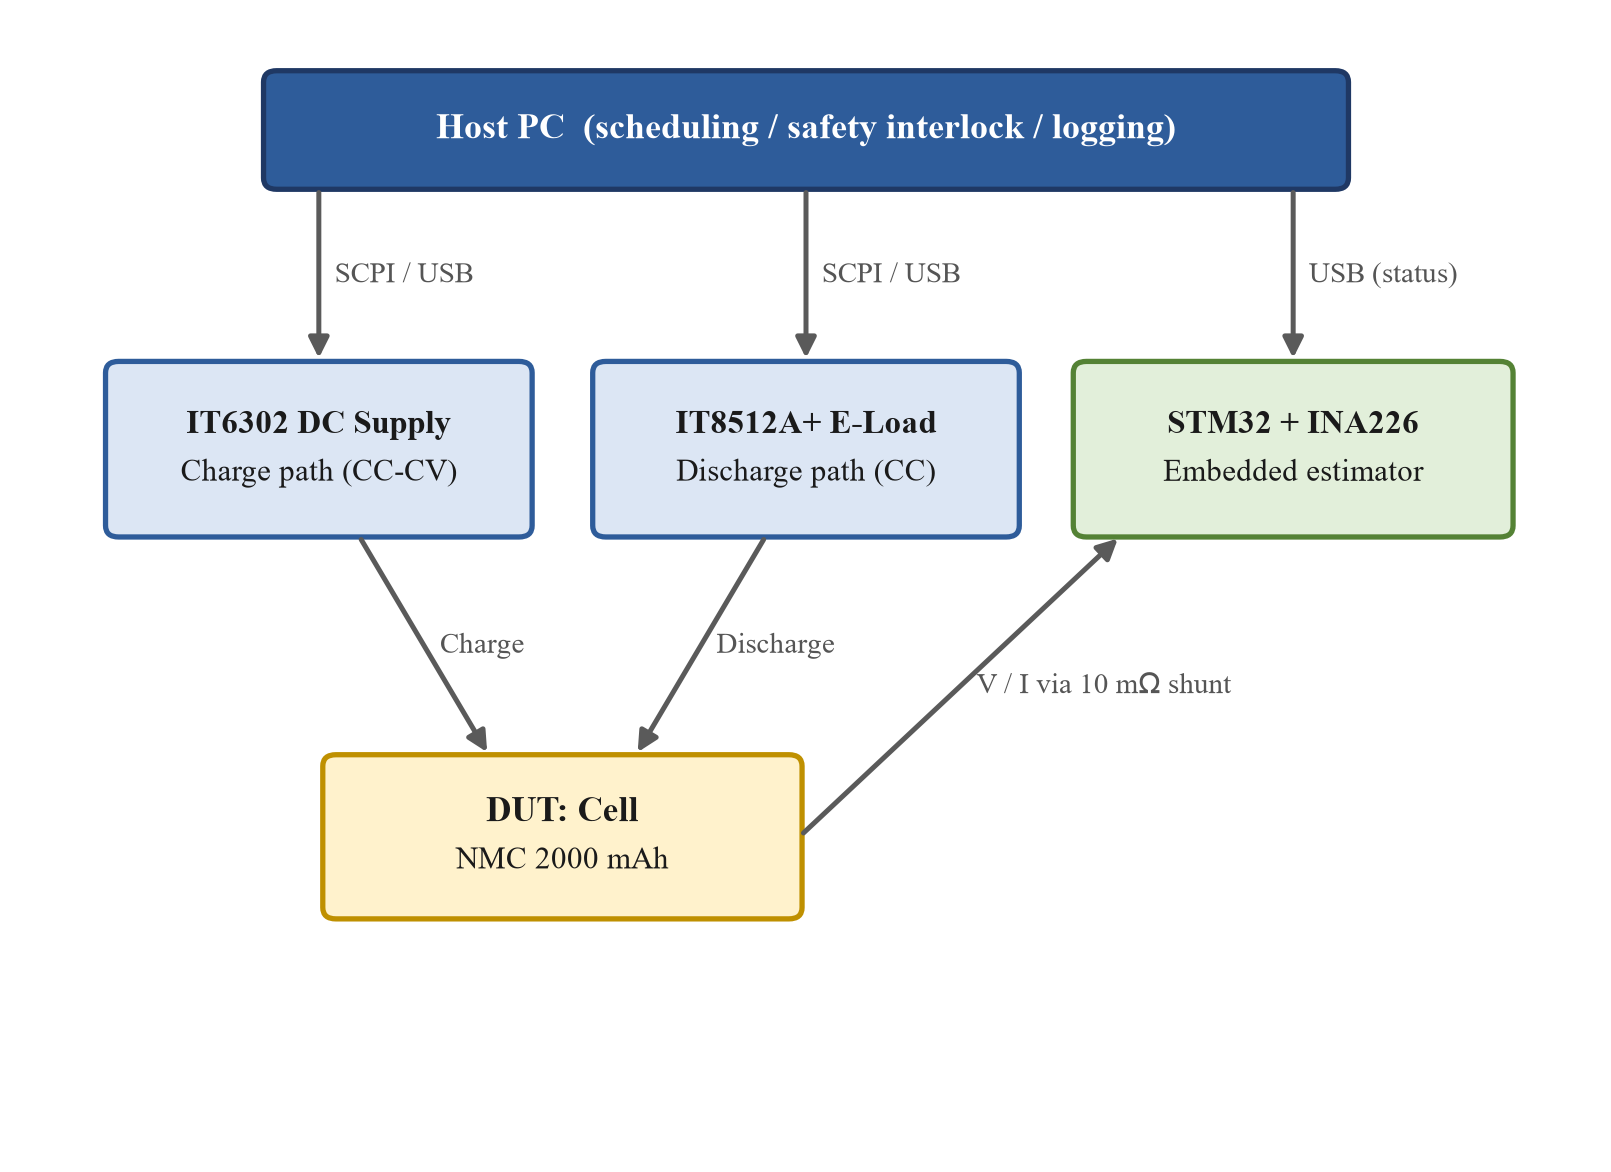 Host PC  (scheduling / safety interlock / logging)
SCPI / USB
SCPI / USB
USB (status)
IT6302 DC Supply
Charge path (CC-CV)
IT8512A+ E-Load
Discharge path (CC)
STM32 + INA226
Embedded estimator
Charge
Discharge
V / I via 10 mΩ shunt
DUT: Cell
NMC 2000 mAh